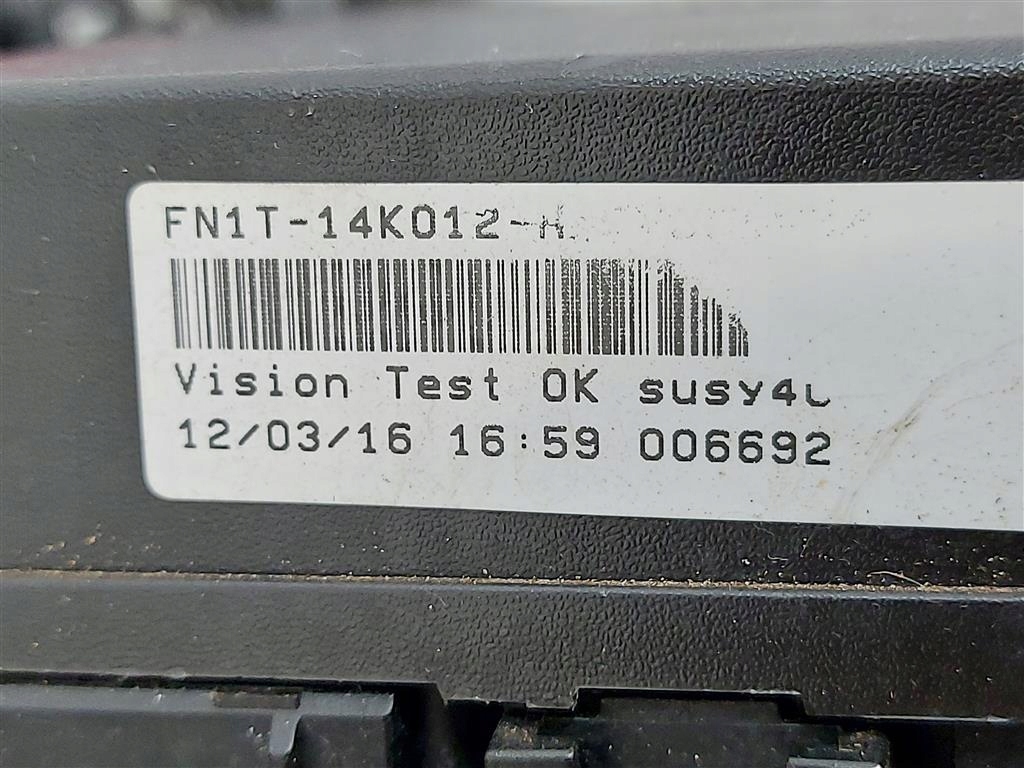 FN1T-14K012-
Vision Test OK
12/03/16 16:59 006692